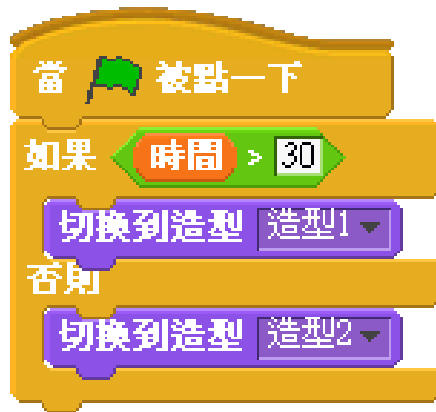 當 被點一下
如果 時間 > 30
切換到造型 造型1
否則
切換到造型 造型2